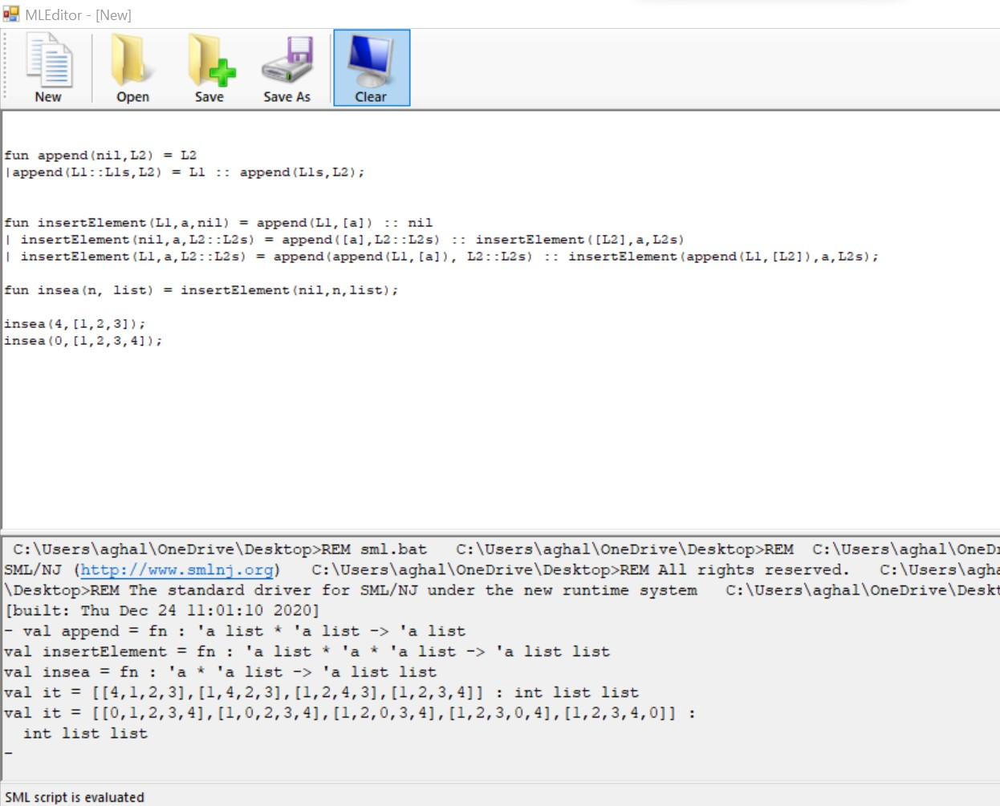 MLEditor - [New]
New Open Save Save As Clear
fun append(nil,L2) = L2
|append(L1::L1s,L2) = L1 :: append(L1s,L2);
fun insertElement(L1,a,nil) = append(L1,[a]) :: nil
| insertElement(nil,a,L2::L2s) = append([a],L2::L2s) :: insertElement([L2],a,L2s)
| insertElement(L1,a,L2::L2s) = append(append(L1,[a]), L2::L2s) :: insertElement(append(L1,[L2]),a,L2s);
fun insea(n, list) = insertElement(nil,n,list);
insea(4,[1,2,3]);
insea(0,[1,2,3,4]);
C:\Users\aghal\OneDrive\Desktop>REM sml.bat C:\Users\aghal\OneDrive\Desktop>REM C:\Users\aghal\OneD
SML/NJ (http://www.smlnj.org) C:\Users\aghal\OneDrive\Desktop>REM All rights reserved. C:\Users\agha
\Desktop>REM The standard driver for SML/NJ under the new runtime system C:\Users\aghal\OneDrive\Deskt
[built: Thu Dec 24 11:01:10 2020]
- val append = fn : 'a list * 'a list -> 'a list
val insertElement = fn : 'a list * 'a * 'a list -> 'a list list
val insea = fn : 'a * 'a list -> 'a list list
val it = [[4,1,2,3],[1,4,2,3],[1,2,4,3],[1,2,3,4]] : int list list
val it = [[0,1,2,3,4],[1,0,2,3,4],[1,2,0,3,4],[1,2,3,0,4],[1,2,3,4,0]] :
int list list
-
SML script is evaluated